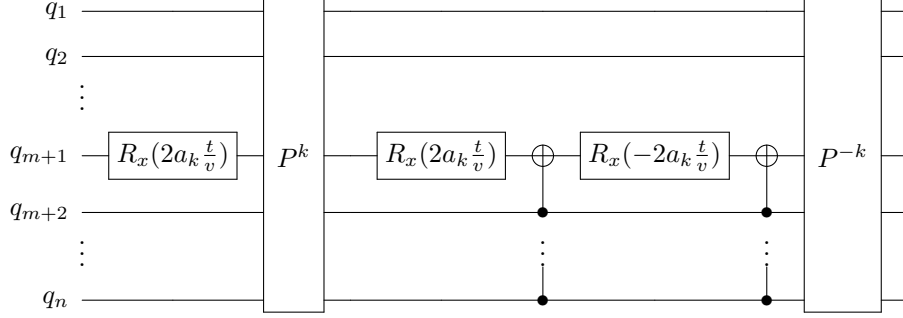 q₁
q₂
⋮
qₘ₊₁ Rₓ(2aₖ t/v) Pᵏ Rₓ(2aₖ t/v) Rₓ(−2aₖ t/v) P⁻ᵏ
qₘ₊₂
⋮ ⋮ ⋮
qₙ